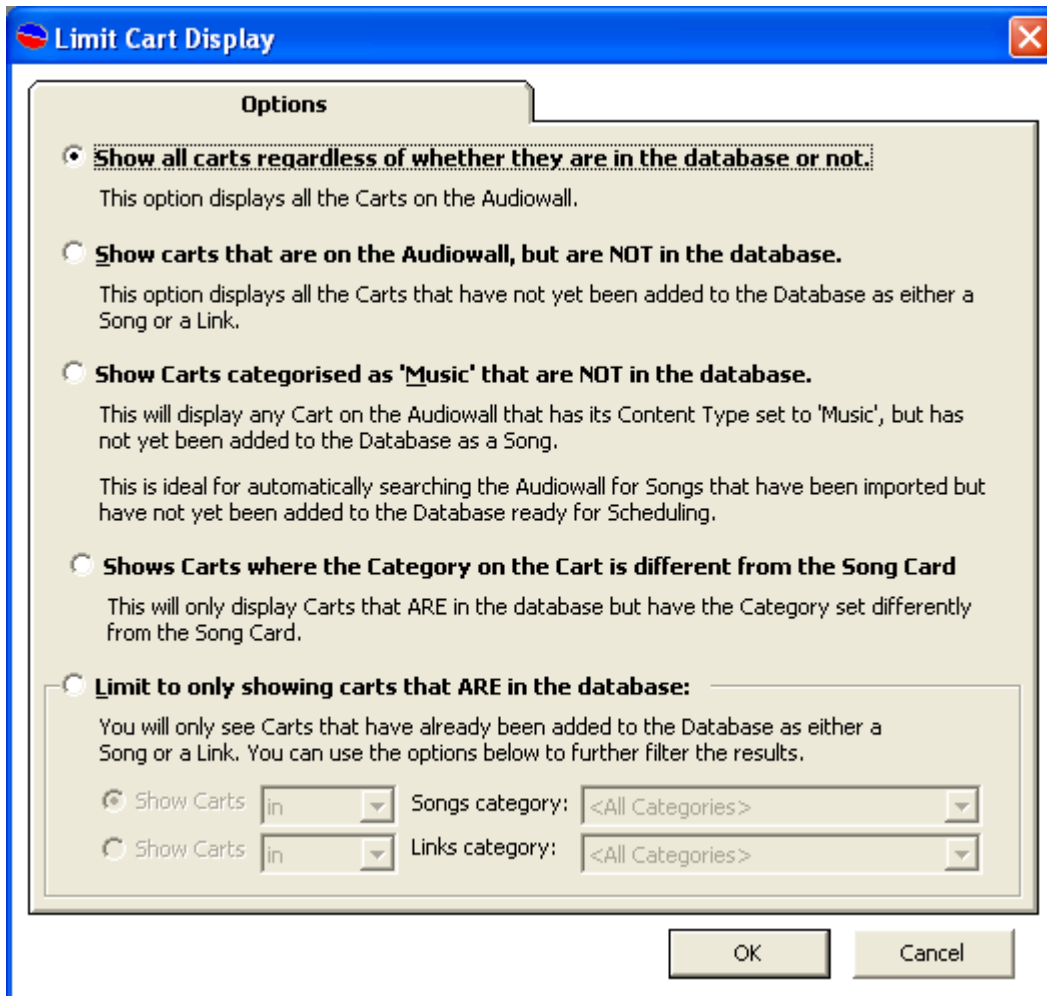 Limit Cart Display
Options
Show all carts regardless of whether they are in the database or not.
This option displays all the Carts on the Audiowall.
Show carts that are on the Audiowall, but are NOT in the database.
This option displays all the Carts that have not yet been added to the Database as either a
Song or a Link.
Show Carts categorised as 'Music' that are NOT in the database.
This will display any Cart on the Audiowall that has its Content Type set to 'Music', but has
not yet been added to the Database as a Song.
This is ideal for automatically searching the Audiowall for Songs that have been imported but
have not yet been added to the Database ready for Scheduling.
Shows Carts where the Category on the Cart is different from the Song Card
This will only display Carts that ARE in the database but have the Category set differently
from the Song Card.
Limit to only showing carts that ARE in the database:
You will only see Carts that have already been added to the Database as either a
Song or a Link. You can use the options below to further filter the results.
Show Carts in Songs category: <All Categories>
Show Carts in Links category: <All Categories>
OK Cancel